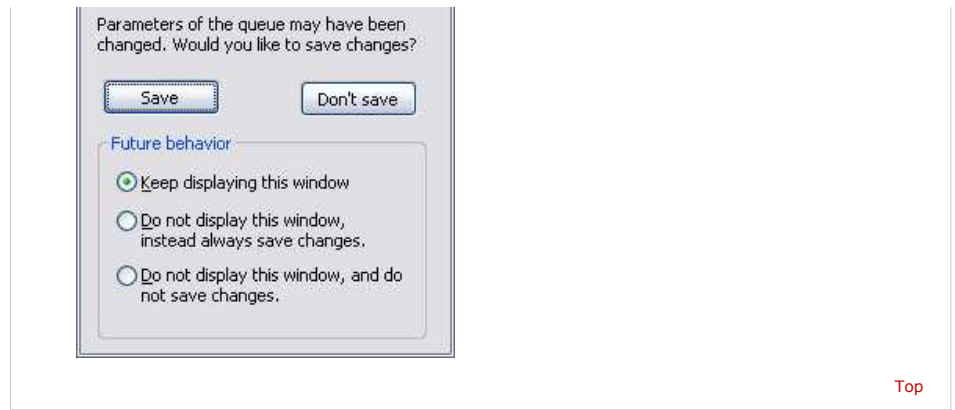 Parameters of the queue may have been
changed. Would you like to save changes?
Save
Don't save
Future behavior
Keep displaying this window
Do not display this window,
instead always save changes.
Do not display this window, and do
not save changes.
Top